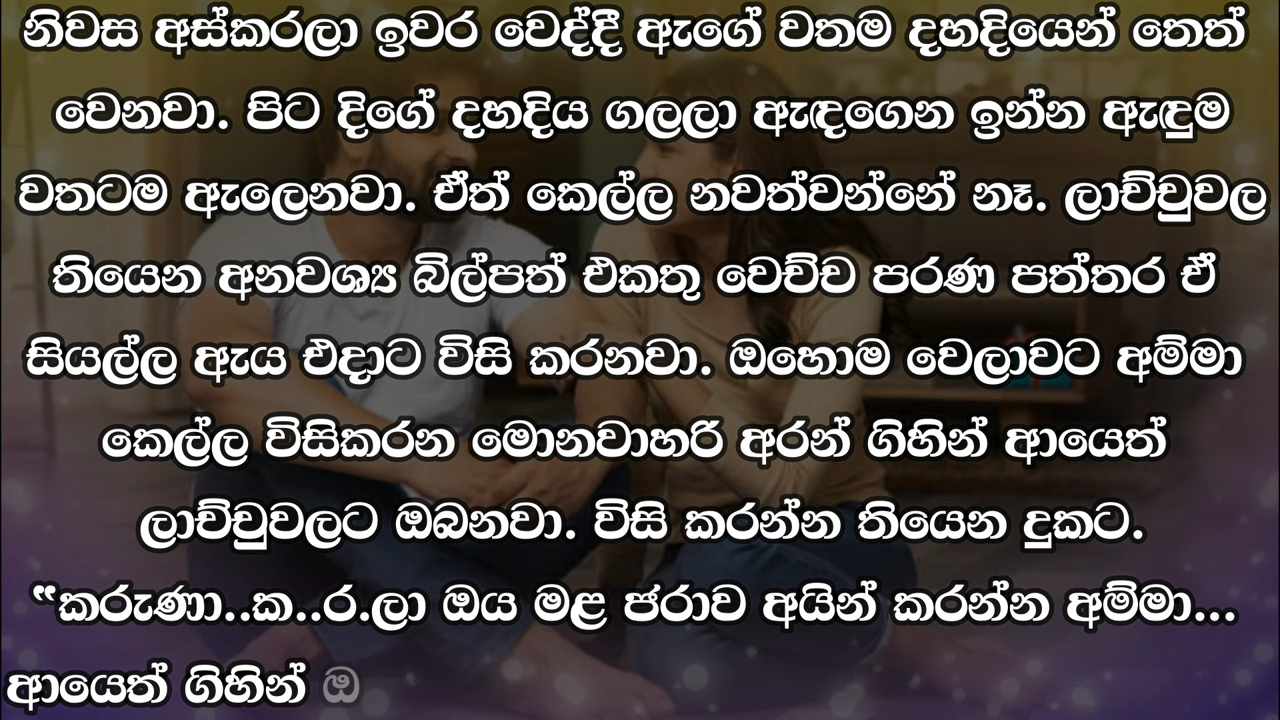 නිවස අස්කරලා ඉවර වෙද්දී ඇගේ වතම දහදියෙන් තෙත්
වෙනවා. පිට දිගේ දහදිය ගලලා ඇඳගෙන ඉන්න ඇඳුම
වතටම ඇලෙනවා. ඒත් කෙල්ල නවත්වන්නේ නෑ. ලාච්චුවල
තියෙන අනවශ්‍ය බිල්පත් එකතු වෙච්ච පරණ පත්තර ඒ
සියල්ල ඇය එදාට විසි කරනවා. ඔහොම වෙලාවට අම්මා
කෙල්ල විසිකරන මොනවාහරි අරන් ගිහින් ආයෙත්
ලාච්චුවලට ඔබනවා. විසි කරන්න තියෙන දුකට.
“කරුණා..ක..ර.ලා ඔය මළ ජරාව අයින් කරන්න අම්මා...
ආයෙත් ගිහින් ඔ